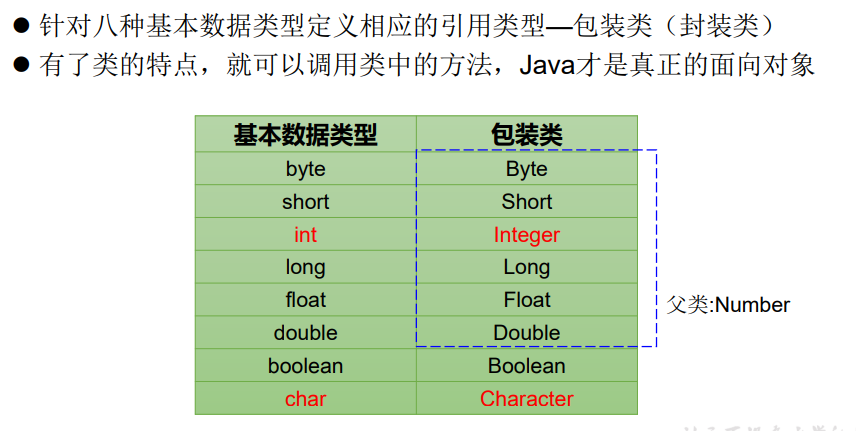 ● 针对八种基本数据类型定义相应的引用类型—包装类（封装类）
● 有了类的特点，就可以调用类中的方法，Java才是真正的面向对象
基本数据类型 包装类
byte Byte
short Short
int Integer
long Long
float Float
double Double
boolean Boolean
char Character
父类:Number